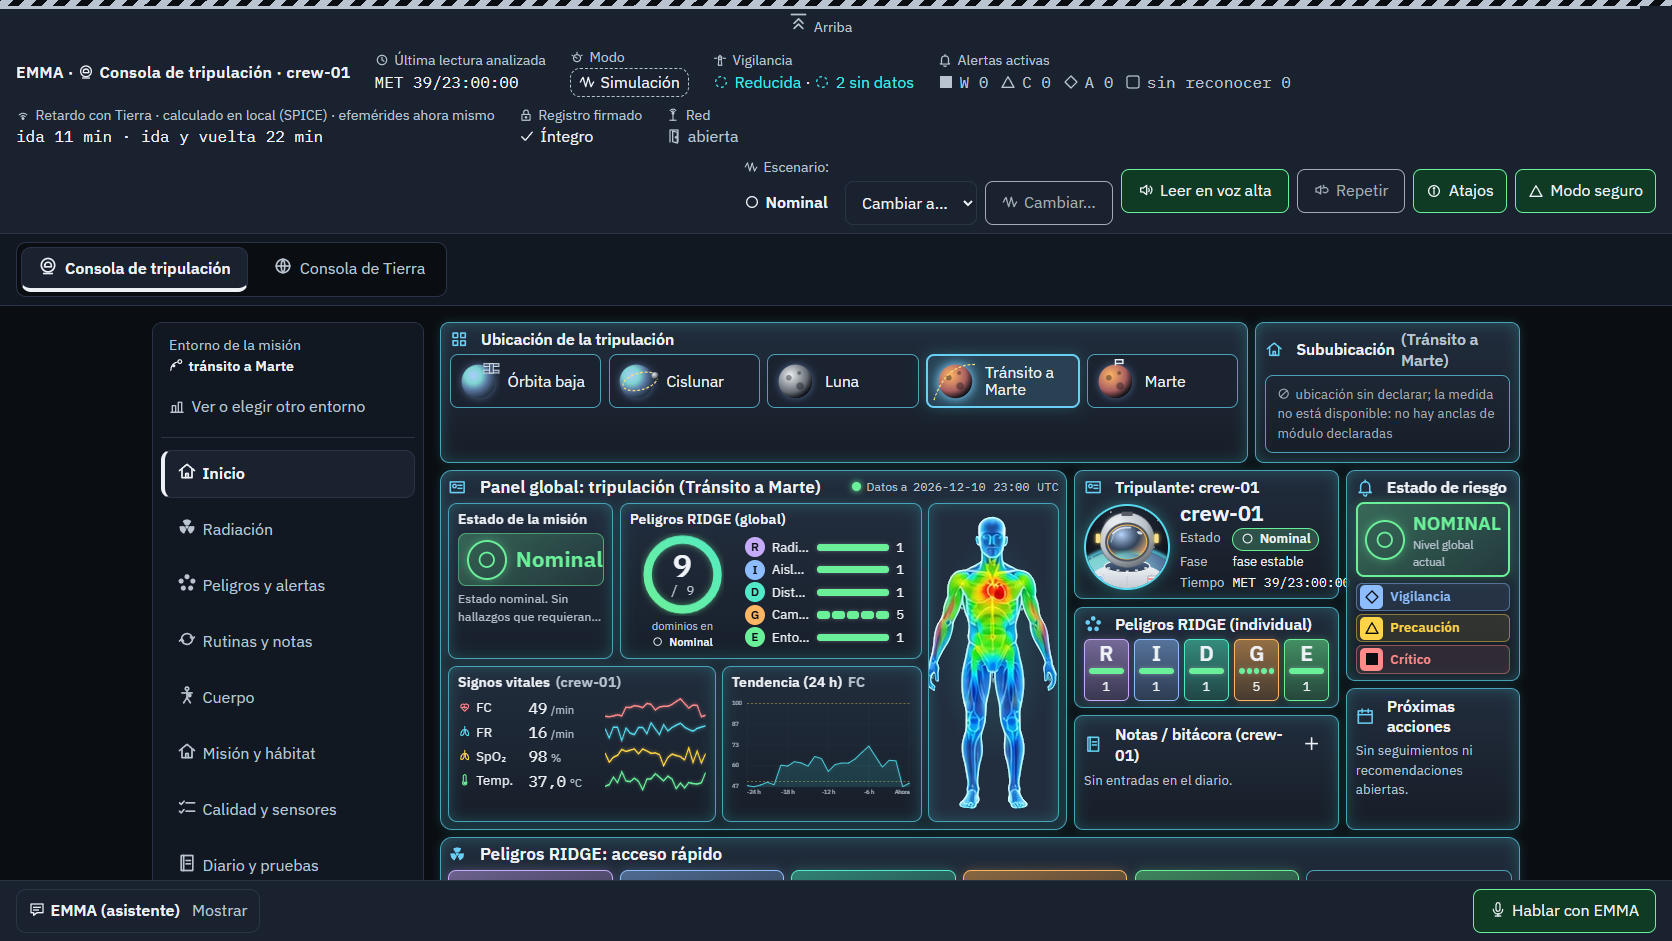 Arriba
EMMA · Consola de tripulación · crew-01
Última lectura analizada
MET 39/23:00:00
Modo
Simulación
Vigilancia
Reducida · 2 sin datos
Alertas activas
W 0 C 0 A 0 sin reconocer 0
Retardo con Tierra · calculado en local (SPICE) · efemérides ahora mismo
ida 11 min · ida y vuelta 22 min
Registro firmado
Íntegro
Red
abierta
Escenario:
Nominal
Cambiar a...
Cambiar...
Leer en voz alta
Repetir
Atajos
Modo seguro
Consola de tripulación
Consola de Tierra
Entorno de la misión
tránsito a Marte
Ver o elegir otro entorno
Inicio
Radiación
Peligros y alertas
Rutinas y notas
Cuerpo
Misión y hábitat
Calidad y sensores
Diario y pruebas
Ubicación de la tripulación
Órbita baja
Cislunar
Luna
Tránsito a
Marte
Marte
Sububicación (Tránsito a
Marte)
ubicación sin declarar; la medida
no está disponible: no hay anclas de
módulo declaradas
Panel global: tripulación (Tránsito a Marte)
Datos a 2026-12-10 23:00 UTC
Estado de la misión
Nominal
Estado nominal. Sin
hallazgos que requieran...
Peligros RIDGE (global)
9
/ 9
dominios en
Nominal
R Radi... 1
I Aisl... 1
D Dist... 1
G Cam... 5
E Ento... 1
Signos vitales (crew-01)
FC 49 /min
FR 16 /min
SpO₂ 98 %
Temp. 37,0 °C
Tendencia (24 h) FC
100
87
73
60
47
-24 h -18 h -12 h -6 h Ahora
Tripulante: crew-01
crew-01
Estado Nominal
Fase fase estable
Tiempo MET 39/23:00:00
Peligros RIDGE (individual)
R I D G E
1 1 1 5 1
Notas / bitácora (crew-
01)
Sin entradas en el diario.
Estado de riesgo
NOMINAL
Nivel global
actual
Vigilancia
Precaución
Crítico
Próximas
acciones
Sin seguimientos ni
recomendaciones
abiertas.
Peligros RIDGE: acceso rápido
EMMA (asistente) Mostrar
Hablar con EMMA